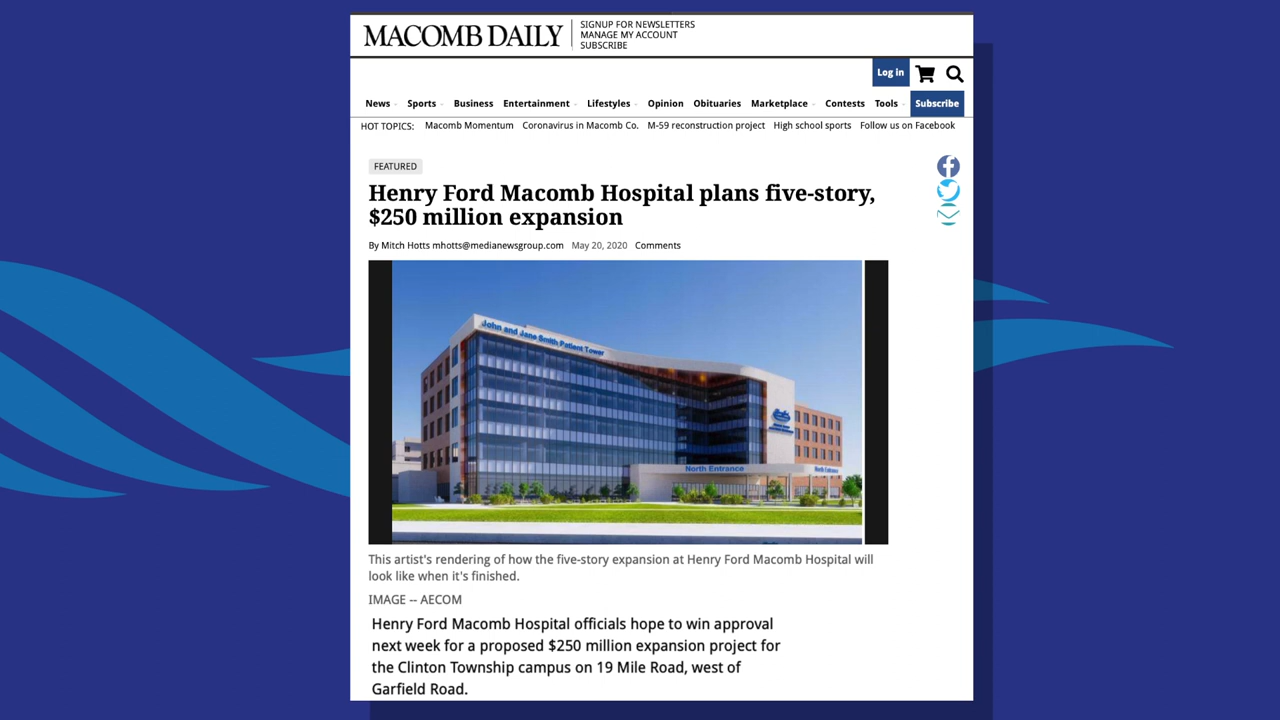 MACOMB DAILY
SIGNUP FOR NEWSLETTERS
MANAGE MY ACCOUNT
SUBSCRIBE
Log in
News Sports Business Entertainment Lifestyles Opinion Obituaries Marketplace Contests Tools Subscribe
HOT TOPICS: Macomb Momentum Coronavirus in Macomb Co. M-59 reconstruction project High school sports Follow us on Facebook
FEATURED
Henry Ford Macomb Hospital plans five-story,
$250 million expansion
By Mitch Hotts mhotts@medianewsgroup.com May 20, 2020 Comments
John and Jane Smith Patient Tower
North Entrance
North Entrance
This artist's rendering of how the five-story expansion at Henry Ford Macomb Hospital will
look like when it's finished.
IMAGE -- AECOM
Henry Ford Macomb Hospital officials hope to win approval
next week for a proposed $250 million expansion project for
the Clinton Township campus on 19 Mile Road, west of
Garfield Road.